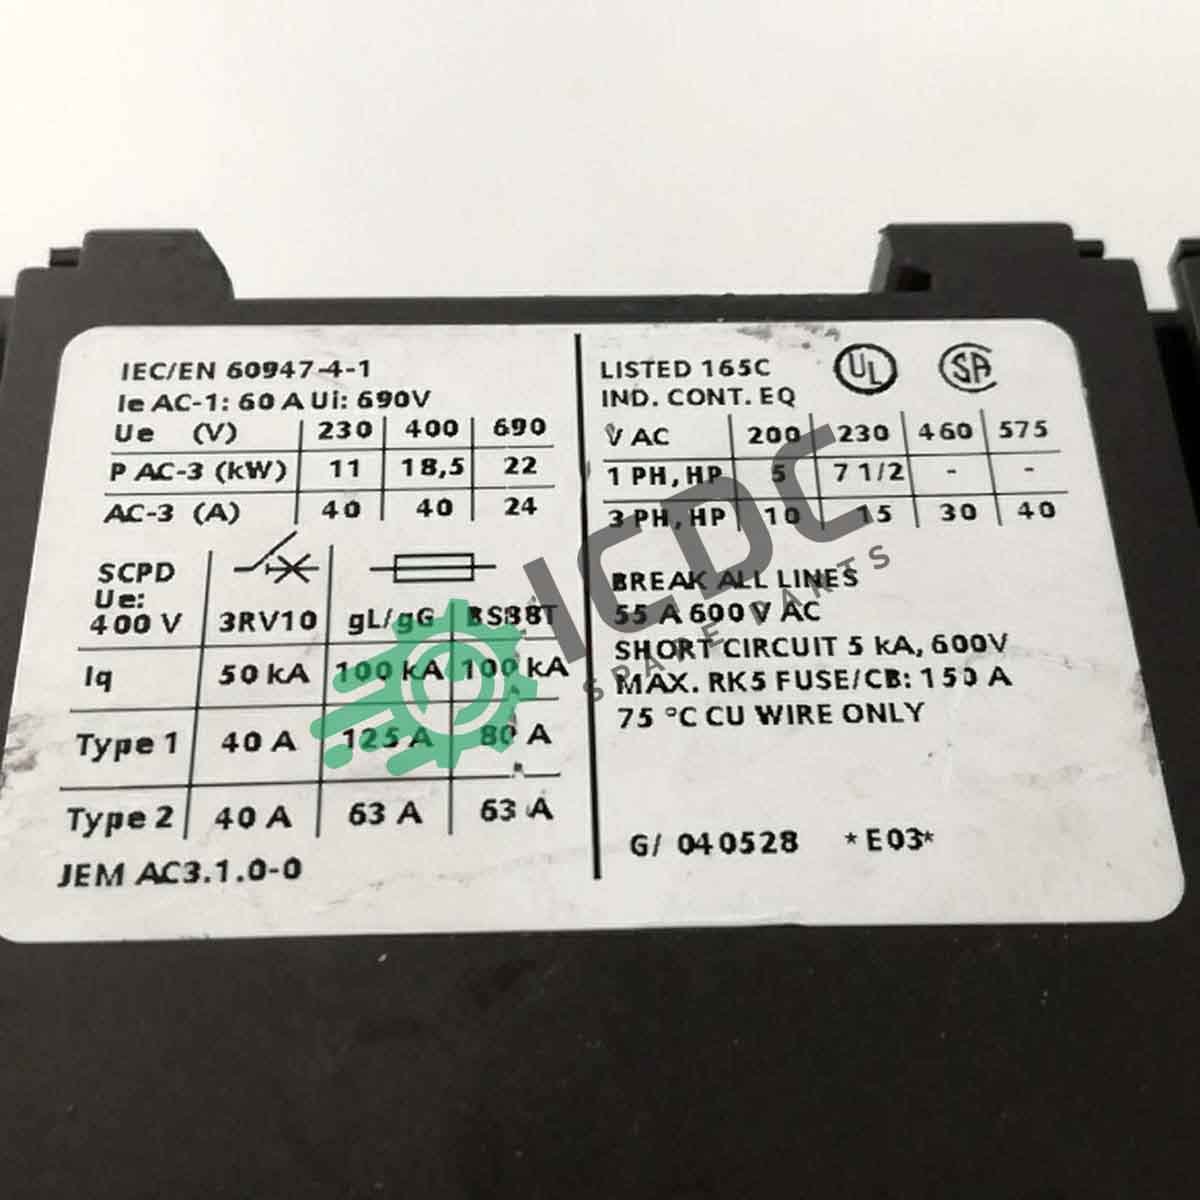 IEC/EN 60947-4-1
Ie AC-1: 60 A Ui: 690V
Ue (V) 230 400 690
P AC-3 (kW) 11 18,5 22
AC-3 (A) 40 40 24
SCPD
Ue:
400 V 3RV10 gL/gG BS88T
Iq 50 kA 100 kA 100 kA
Type 1 40 A 125 A 80 A
Type 2 40 A 63 A 63 A
JEM AC3.1.0-0
LISTED 165C UL SA
IND. CONT. EQ
V AC 200 230 460 575
1 PH, HP 5 7 1/2 - -
3 PH, HP 10 15 30 40
BREAK ALL LINES
55 A 600 V AC
SHORT CIRCUIT 5 kA, 600V
MAX. RK5 FUSE/CB: 150 A
75 °C CU WIRE ONLY
G/ 040528 *E03*
ICDC
SPARE PARTS